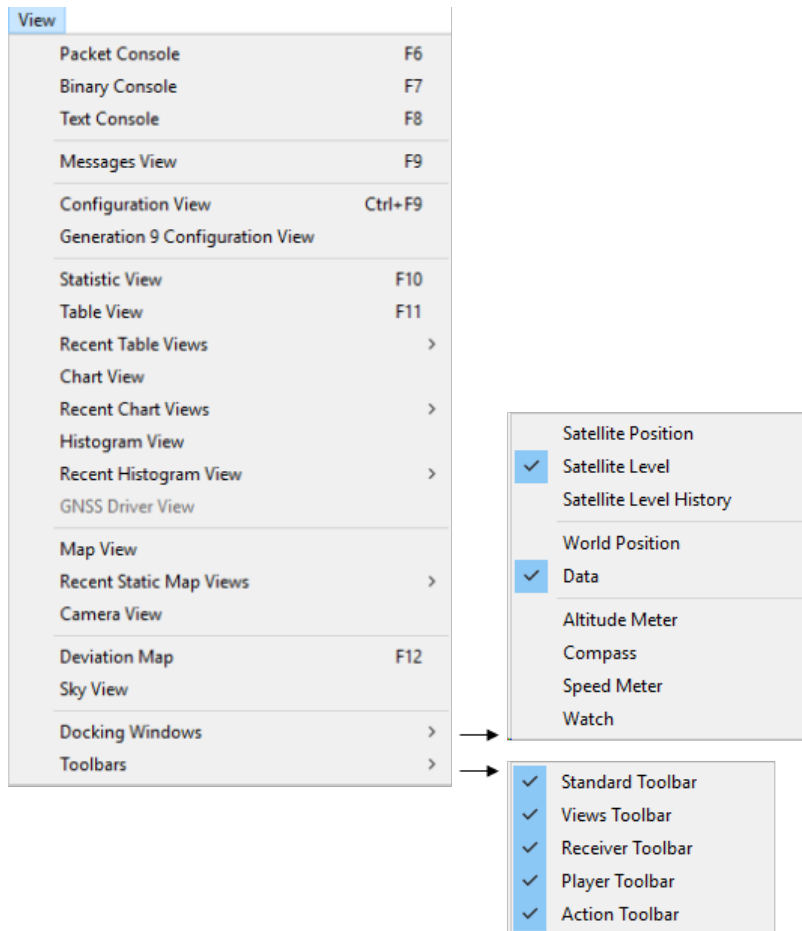 View
Packet Console F6
Binary Console F7
Text Console F8
Messages View F9
Configuration View Ctrl+F9
Generation 9 Configuration View
Statistic View F10
Table View F11
Recent Table Views
Chart View
Recent Chart Views
Histogram View
Recent Histogram View
GNSS Driver View
Map View
Recent Static Map Views
Camera View
Deviation Map F12
Sky View
Docking Windows
Toolbars
Satellite Position
Satellite Level
Satellite Level History
World Position
Data
Altitude Meter
Compass
Speed Meter
Watch
Standard Toolbar
Views Toolbar
Receiver Toolbar
Player Toolbar
Action Toolbar